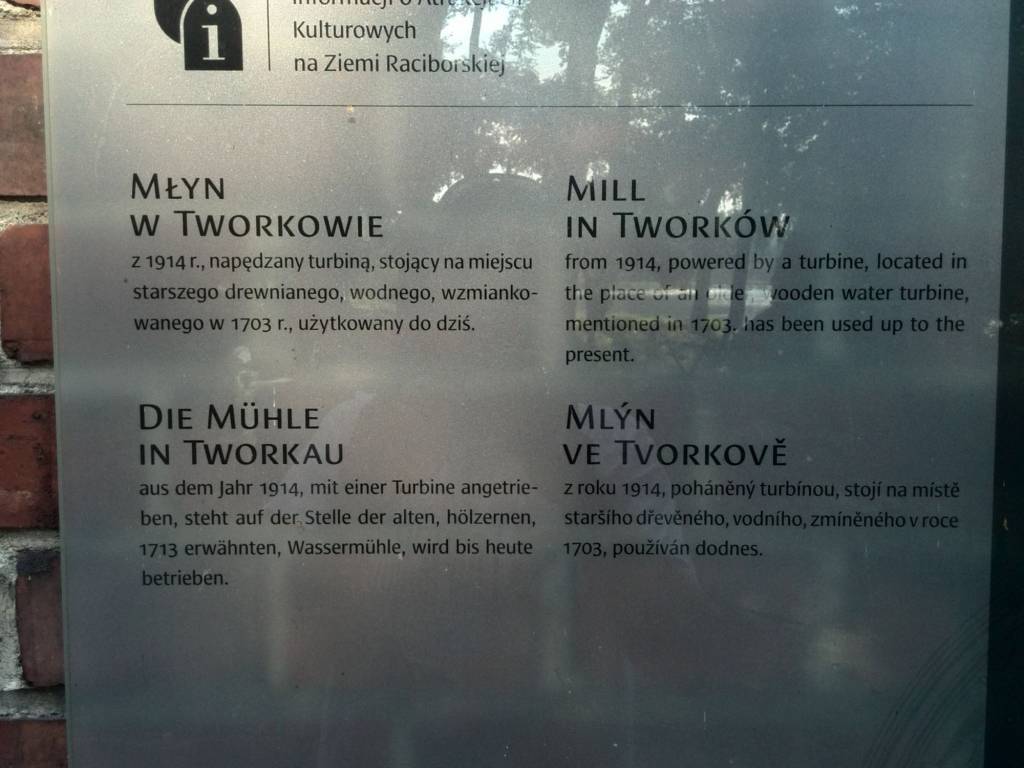 Informacji o Atrakcjach
Kulturowych
na Ziemi Raciborskiej
MŁYN
W TWORKOWIE
z 1914 r., napędzany turbiną, stojący na miejscu
starszego drewnianego, wodnego, wzmianko-
wanego w 1703 r., użytkowany do dziś.
MILL
IN TWORKÓW
from 1914, powered by a turbine, located in
the place of an older, wooden water turbine,
mentioned in 1703. has been used up to the
present.
DIE MÜHLE
IN TWORKAU
aus dem Jahr 1914, mit einer Turbine angetrie-
ben, steht auf der Stelle der alten, hölzernen,
1713 erwähnten, Wassermühle, wird bis heute
betrieben.
MLÝN
VE TVORKOVĚ
z roku 1914, poháněný turbínou, stojí na místě
staršího dřevěného, vodního, zmíněného v roce
1703, používán dodnes.